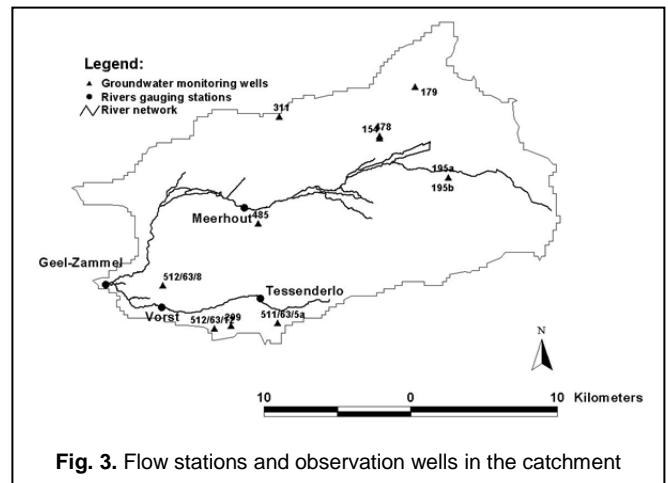 Legend:
Groundwater monitoring wells
Rivers gauging stations
River network
311
179
154
478
195a
195b
Meerhout
485
Geel-Zammel
512/63/8
Tessenderlo
Vorst
512/63/12
299
511/63/5a
N
10 0 10 Kilometers
Fig. 3. Flow stations and observation wells in the catchment